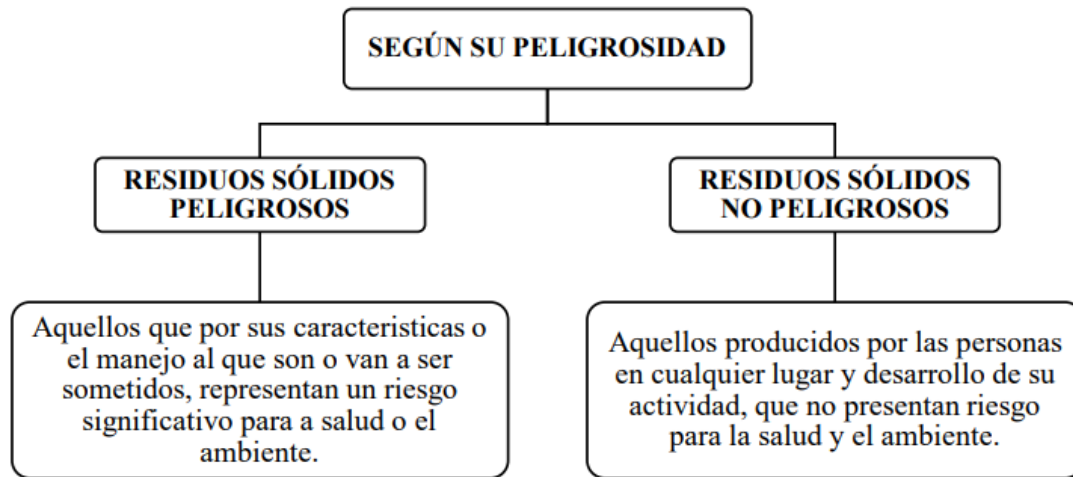 SEGÚN SU PELIGROSIDAD
RESIDUOS SÓLIDOS
PELIGROSOS
Aquellos que por sus caracteristicas o
el manejo al que son o van a ser
sometidos, representan un riesgo
significativo para a salud o el
ambiente.
RESIDUOS SÓLIDOS
NO PELIGROSOS
Aquellos producidos por las personas
en cualquier lugar y desarrollo de su
actividad, que no presentan riesgo
para la salud y el ambiente.